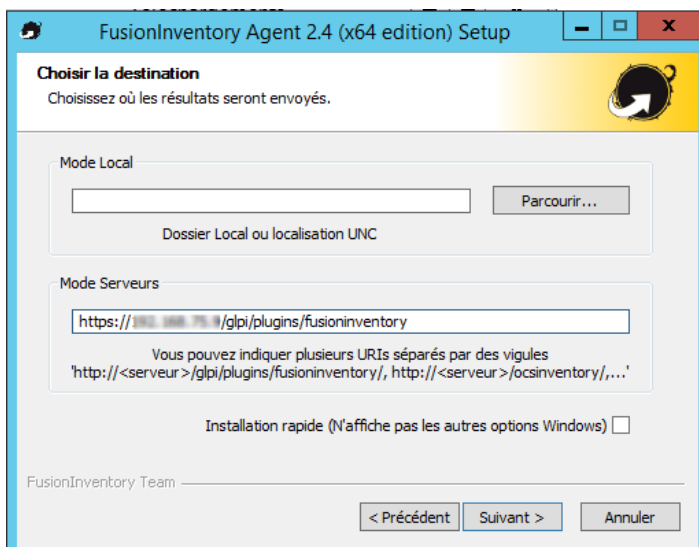 FusionInventory Agent 2.4 (x64 edition) Setup
Choisir la destination
Choisissez où les résultats seront envoyés.
Mode Local
Parcourir...
Dossier Local ou localisation UNC
Mode Serveurs
https:// /glpi/plugins/fusioninventory
Vous pouvez indiquer plusieurs URIs séparés par des vigules
'http://<serveur>/glpi/plugins/fusioninventory/, http://<serveur>/ocsinventory/,...'
Installation rapide (N'affiche pas les autres options Windows)
FusionInventory Team
< Précédent Suivant > Annuler